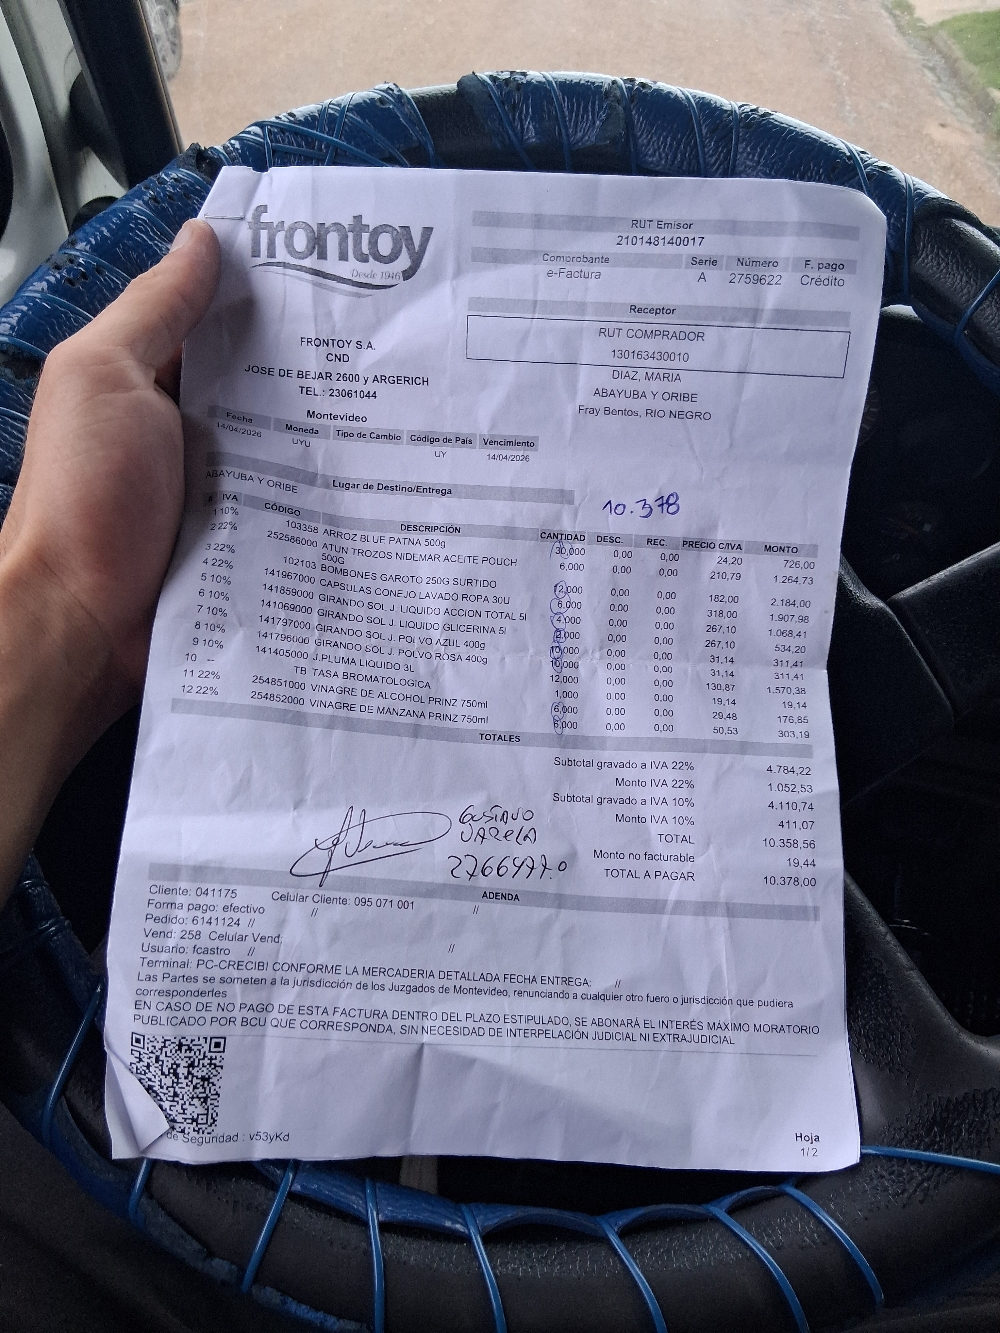 frontoy
Desde 1946
RUT Emisor
210148140017
Comprobante Serie Número F. pago
e-Factura A 2759622 Crédito
Receptor
RUT COMPRADOR
130163430010
DIAZ, MARIA
ABAYUBA Y ORIBE
Fray Bentos, RIO NEGRO
FRONTOY S.A.
CND
JOSE DE BEJAR 2600 y ARGERICH
TEL.: 23061044
Montevideo
Fecha Moneda Tipo de Cambio Código de País Vencimiento
14/04/2026 UYU UY 14/04/2026
Lugar de Destino/Entrega
ABAYUBA Y ORIBE
10.378
# IVA CÓDIGO DESCRIPCIÓN CANTIDAD DESC. REC. PRECIO C/IVA MONTO
1 10% 103358 ARROZ BLUE PATNA 500g 30,000 0,00 0,00 24,20 726,00
2 22% 252586000 ATUN TROZOS NIDEMAR ACEITE POUCH 500G 6,000 0,00 0,00 210,79 1.264,73
3 22% 102103 BOMBONES GAROTO 250G SURTIDO 12,000 0,00 0,00 182,00 2.184,00
4 22% 141967000 CAPSULAS CONEJO LAVADO ROPA 30U 6,000 0,00 0,00 318,00 1.907,98
5 10% 141859000 GIRANDO SOL J. LIQUIDO ACCION TOTAL 5l 4,000 0,00 0,00 267,10 1.068,41
6 10% 141069000 GIRANDO SOL J. LIQUIDO GLICERINA 5l 2,000 0,00 0,00 267,10 534,20
7 10% 141797000 GIRANDO SOL J. POLVO AZUL 400g 10,000 0,00 0,00 31,14 311,41
8 10% 141796000 GIRANDO SOL J. POLVO ROSA 400g 10,000 0,00 0,00 31,14 311,41
9 10% 141405000 J.PLUMA LIQUIDO 3L 12,000 0,00 0,00 130,87 1.570,38
10 -- TB TASA BROMATOLOGICA 1,000 0,00 0,00 19,14 19,14
11 22% 254851000 VINAGRE DE ALCOHOL PRINZ 750ml 6,000 0,00 0,00 29,48 176,85
12 22% 254852000 VINAGRE DE MANZANA PRINZ 750ml 6,000 0,00 0,00 50,53 303,19
TOTALES
Subtotal gravado a IVA 22% 4.784,22
Monto IVA 22% 1.052,53
Subtotal gravado a IVA 10% 4.110,74
Monto IVA 10% 411,07
TOTAL 10.358,56
Monto no facturable 19,44
TOTAL A PAGAR 10.378,00
GUSTAVO
VARELA
ADENDA
Cliente: 041175 Celular Cliente: 095 071 001 //
Forma pago: efectivo //
Pedido: 6141124 //
Vend: 258 Celular Vend: //
Usuario: fcastro //
Terminal: PC-CRECIBI CONFORME LA MERCADERIA DETALLADA FECHA ENTREGA: //
Las Partes se someten a la jurisdicción de los Juzgados de Montevideo, renunciando a cualquier otro fuero o jurisdicción que pudiera
corresponderles
EN CASO DE NO PAGO DE ESTA FACTURA DENTRO DEL PLAZO ESTIPULADO, SE ABONARÁ EL INTERÉS MÁXIMO MORATORIO
PUBLICADO POR BCU QUE CORRESPONDA, SIN NECESIDAD DE INTERPELACIÓN JUDICIAL NI EXTRAJUDICIAL
de Seguridad : v53yKd
Hoja
1/2